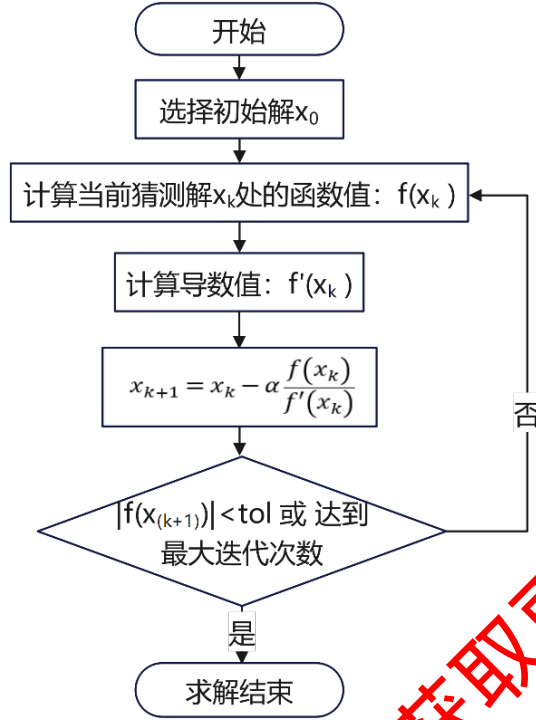 开始
选择初始解x₀
计算当前猜测解xₖ处的函数值：f(xₖ)
计算导数值：f'(xₖ)
xₖ₊₁ = xₖ − α f(xₖ)/f'(xₖ)
否
|f(x₍ₖ₊₁₎)|<tol 或 达到
最大迭代次数
是
求解结束
获取